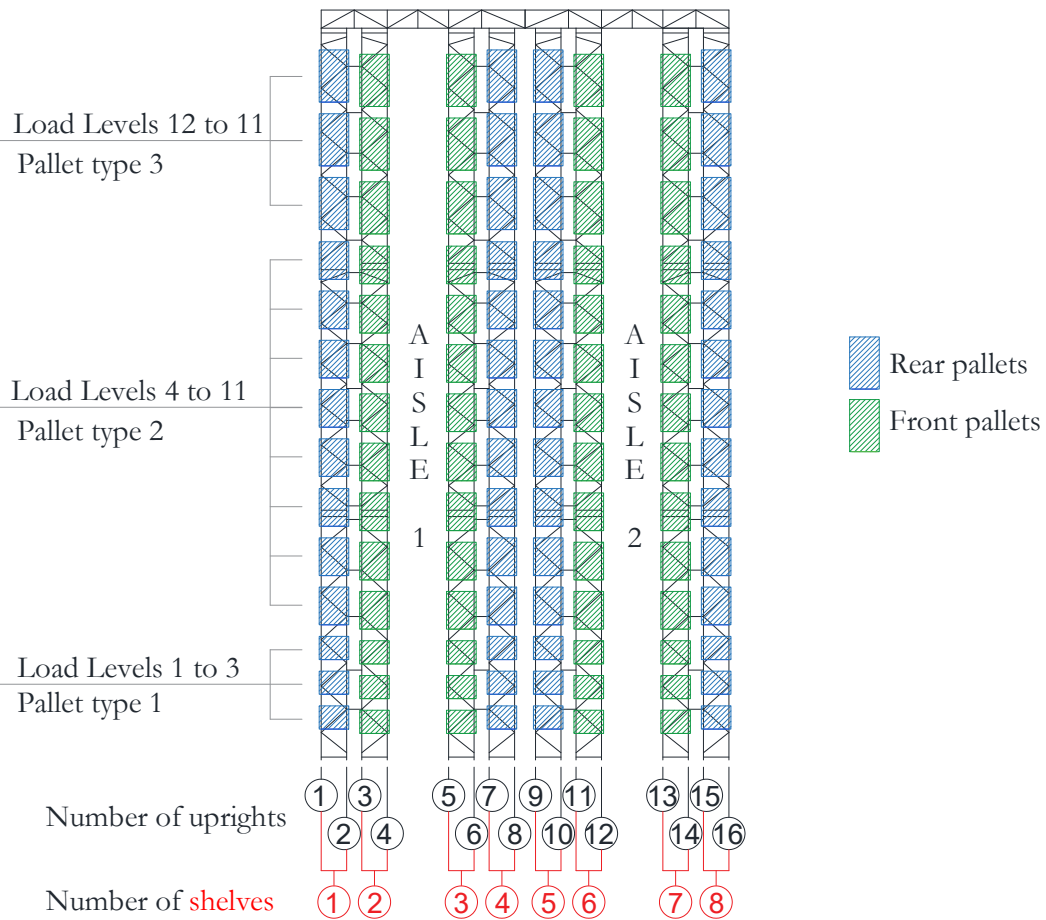 Load Levels 12 to 11
Pallet type 3
Load Levels 4 to 11
Pallet type 2
Load Levels 1 to 3
Pallet type 1
AISLE 1
AISLE 2
Rear pallets
Front pallets
1 3 5 7 9 11 13 15
Number of uprights
2 4 6 8 10 12 14 16
Number of shelves
1 2 3 4 5 6 7 8